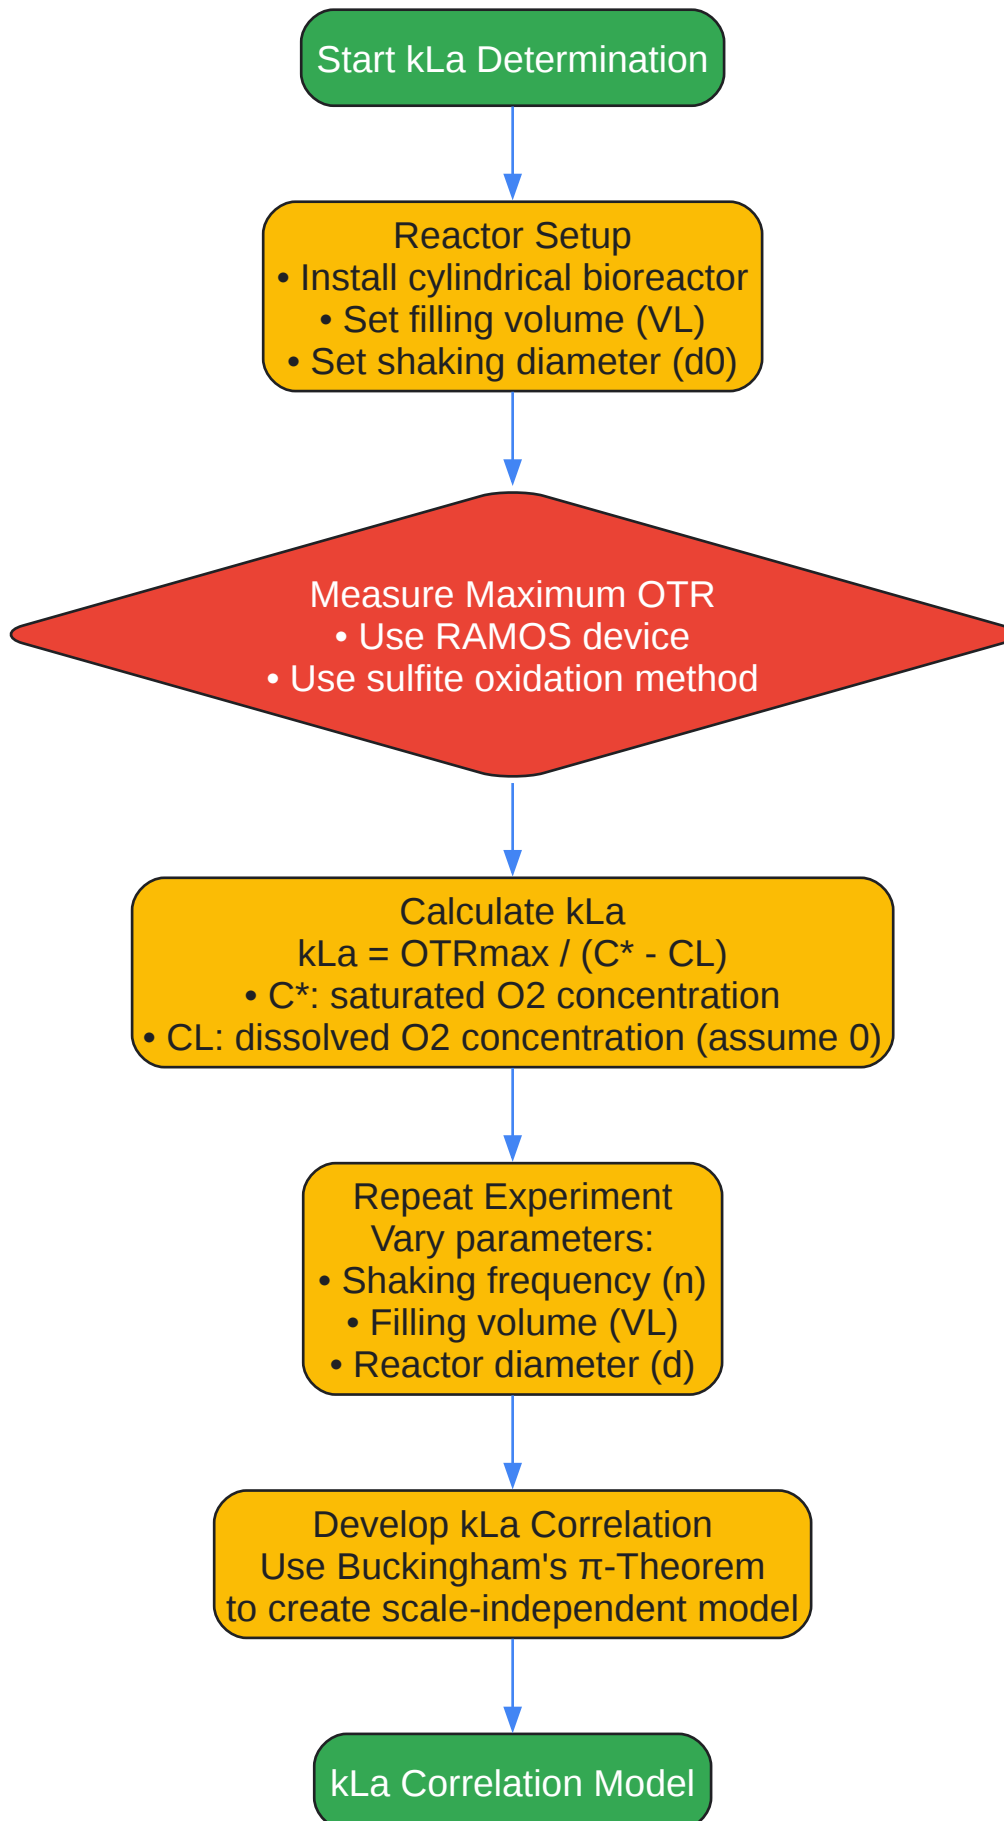 Start kLa Determination
Reactor Setup
• Install cylindrical bioreactor
• Set filling volume (VL)
• Set shaking diameter (d0)
Measure Maximum OTR
• Use RAMOS device
• Use sulfite oxidation method
Calculate kLa
kLa = OTRmax / (C* - CL)
• C*: saturated O2 concentration
• CL: dissolved O2 concentration (assume 0)
Repeat Experiment
Vary parameters:
• Shaking frequency (n)
• Filling volume (VL)
• Reactor diameter (d)
Develop kLa Correlation
Use Buckingham's π-Theorem
to create scale-independent model
kLa Correlation Model